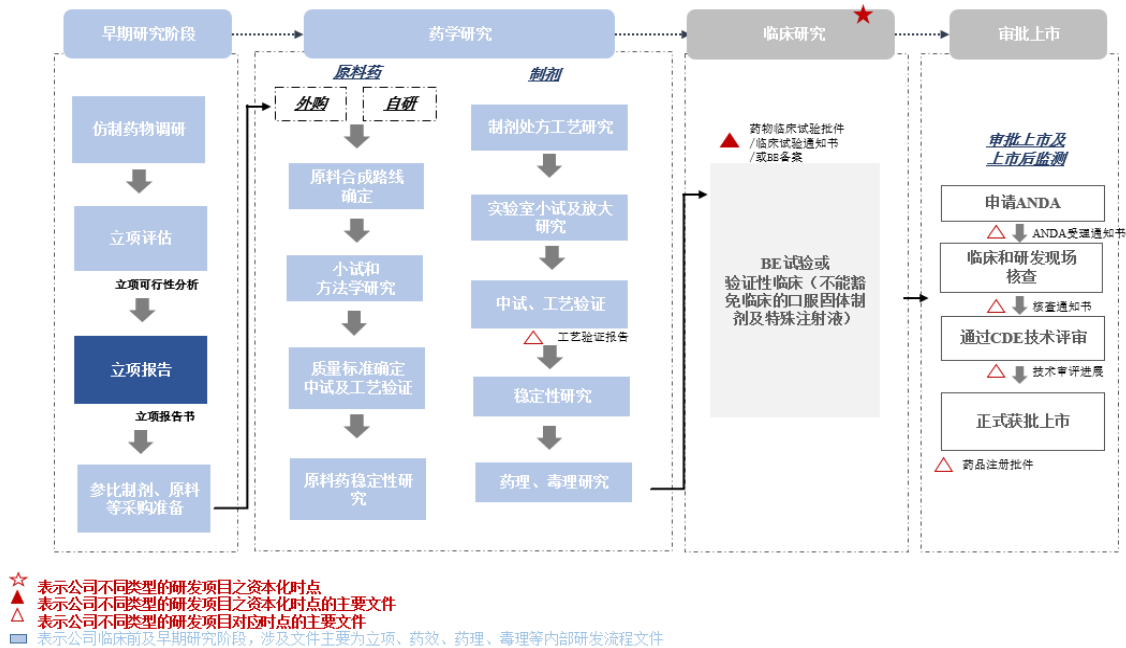 早期研究阶段
药学研究
临床研究
审批上市
仿制药物调研
立项评估
立项可行性分析
立项报告
立项报告书
参比制剂、原料
等采购准备
原料药
外购
自研
原料合成路线
确定
小试和
方法学研究
质量标准确定
中试及工艺验证
原料药稳定性研
究
制剂
制剂处方工艺研究
实验室小试及放大
研究
中试、工艺验证
工艺验证报告
稳定性研究
药理、毒理研究
药物临床试验批件
/临床试验通知书
/或BE备案
BE试验或
验证性临床（不能豁
免临床的口服固体制
剂及特殊注射液）
审批上市及
上市后监测
申请ANDA
ANDA受理通知书
临床和研发现场
核查
核查通知书
通过CDE技术评审
技术审评进展
正式获批上市
药品注册批件
表示公司不同类型的研发项目之资本化时点
表示公司不同类型的研发项目之资本化时点的主要文件
表示公司不同类型的研发项目对应时点的主要文件
表示公司临床前及早期研究阶段，涉及文件主要为立项、药效、药理、毒理等内部研发流程文件